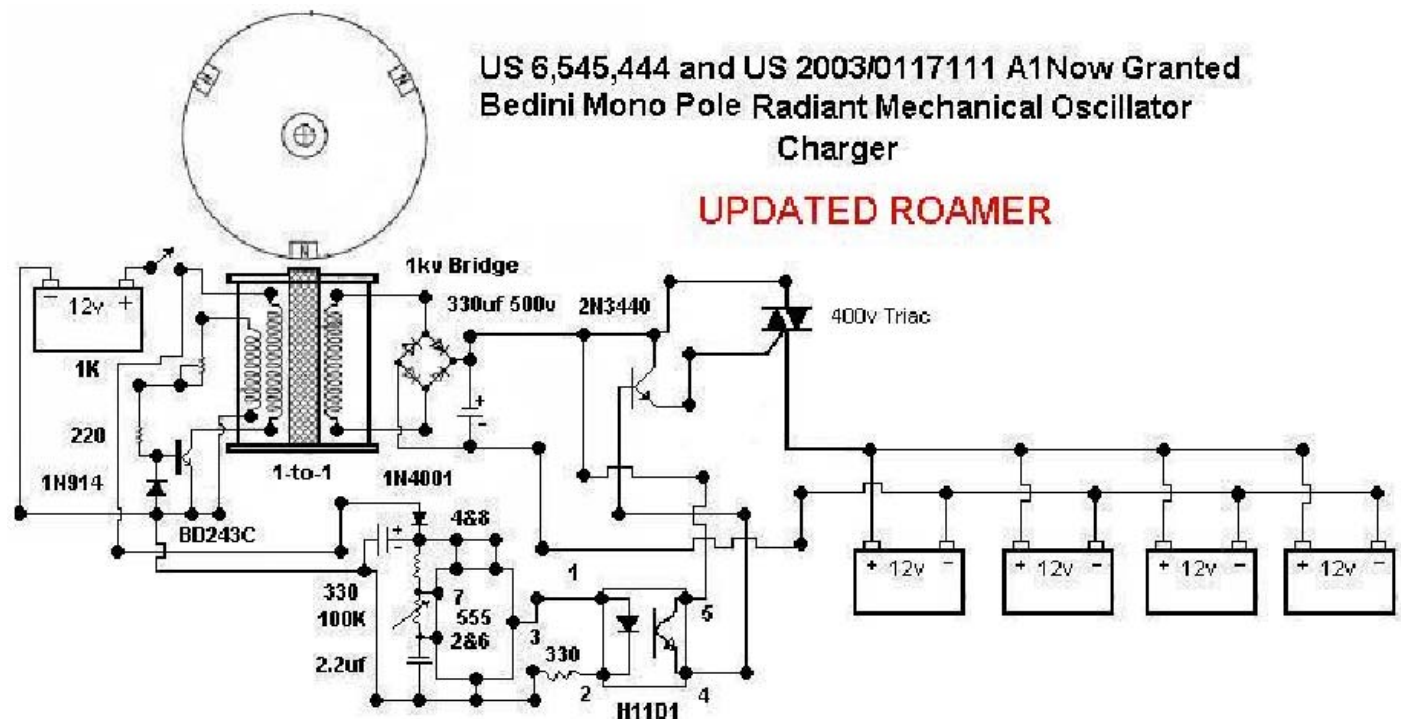 US 6,545,444 and US 2003/0117111 A1Now Granted
Bedini Mono Pole Radiant Mechanical Oscillator
Charger
UPDATED ROAMER
N
N
N
1kv Bridge
330uf 500v
2N3440
400v Triac
- 12v +
1K
220
1N914
BD243C
1-to-1
1N4001
+
-
+
-
4&8
330
100K
7
555
2&6
3
2.2uf
330
1
2
5
4
H11D1
+ 12v -
+ 12v -
+ 12v -
+ 12v -